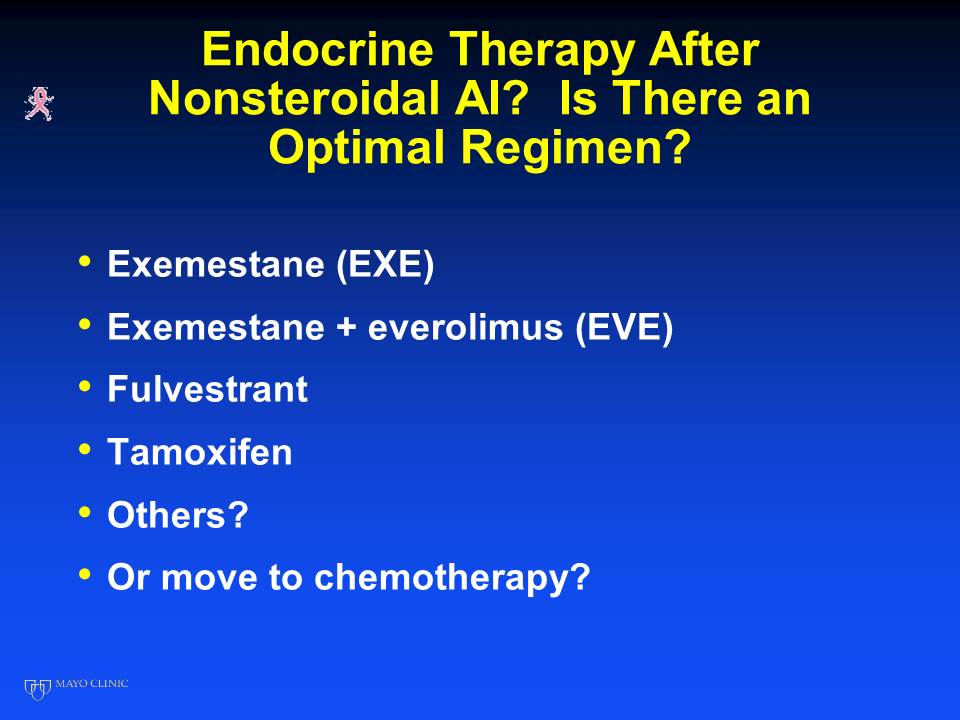 Endocrine Therapy After
Nonsteroidal AI? Is There an
Optimal Regimen?
• Exemestane (EXE)
• Exemestane + everolimus (EVE)
• Fulvestrant
• Tamoxifen
• Others?
• Or move to chemotherapy?
MAYO CLINIC